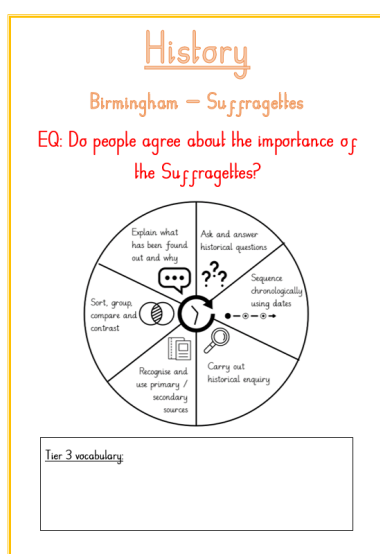 History
Birmingham – Suffragettes
EQ: Do people agree about the importance of
the Suffragettes?
Explain what
has been found
out and why
Ask and answer
historical questions
???
Sequence
chronologically
using dates
Carry out
historical enquiry
Recognise and
use primary /
secondary
sources
Sort, group,
compare and
contrast
Tier 3 vocabulary: